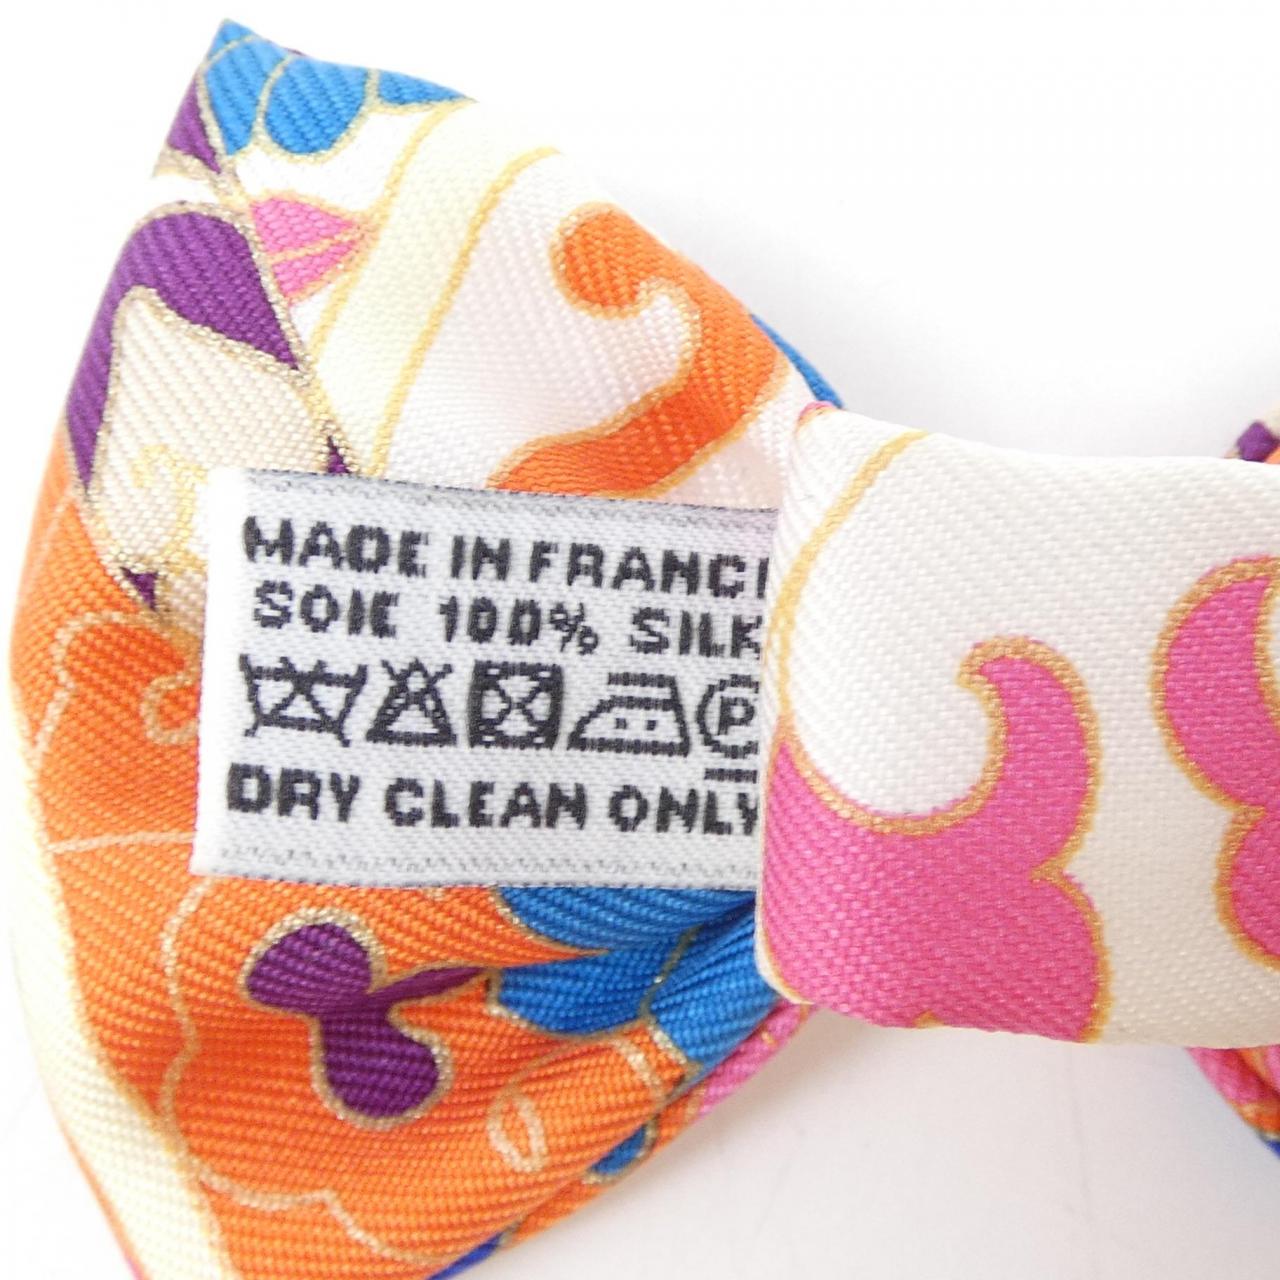 MADE IN FRANC
SOIE 100% SILK
P
DRY CLEAN ONLY